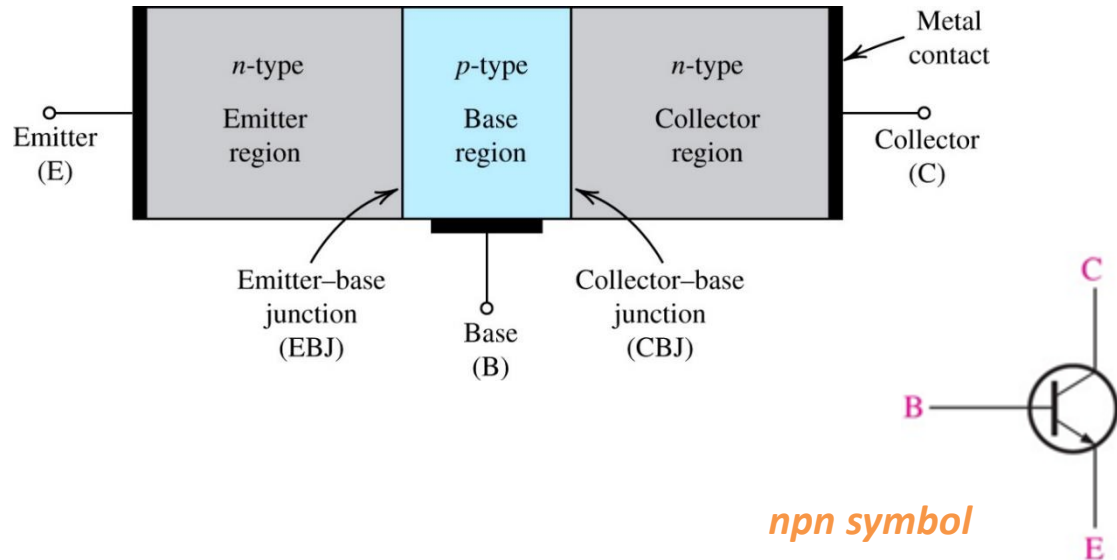 n-type
Emitter
region
p-type
Base
region
n-type
Collector
region
Metal
contact
Emitter
(E)
Collector
(C)
Emitter–base
junction
(EBJ)
Base
(B)
Collector–base
junction
(CBJ)
C
B
E
npn symbol